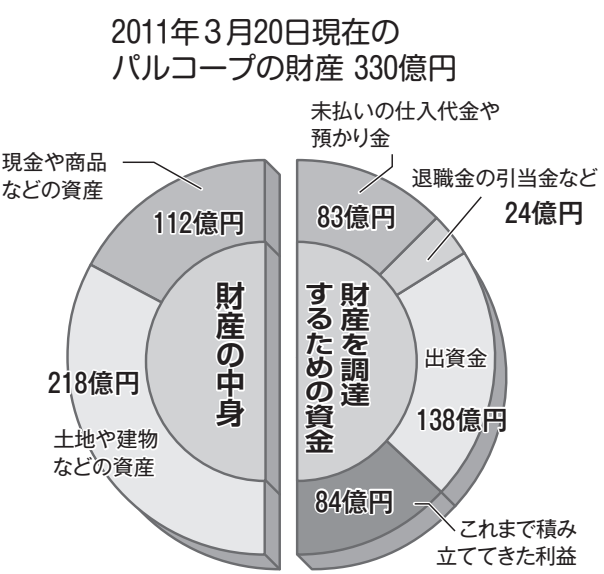 2011年3月20日現在の
パルコープの財産 330億円
現金や商品
などの資産
112億円
財産の中身
218億円
土地や建物
などの資産
未払いの仕入代金や
預かり金
83億円
退職金の引当金など
24億円
財産を調達
するための資金
出資金
138億円
84億円
これまで積み
立ててきた利益